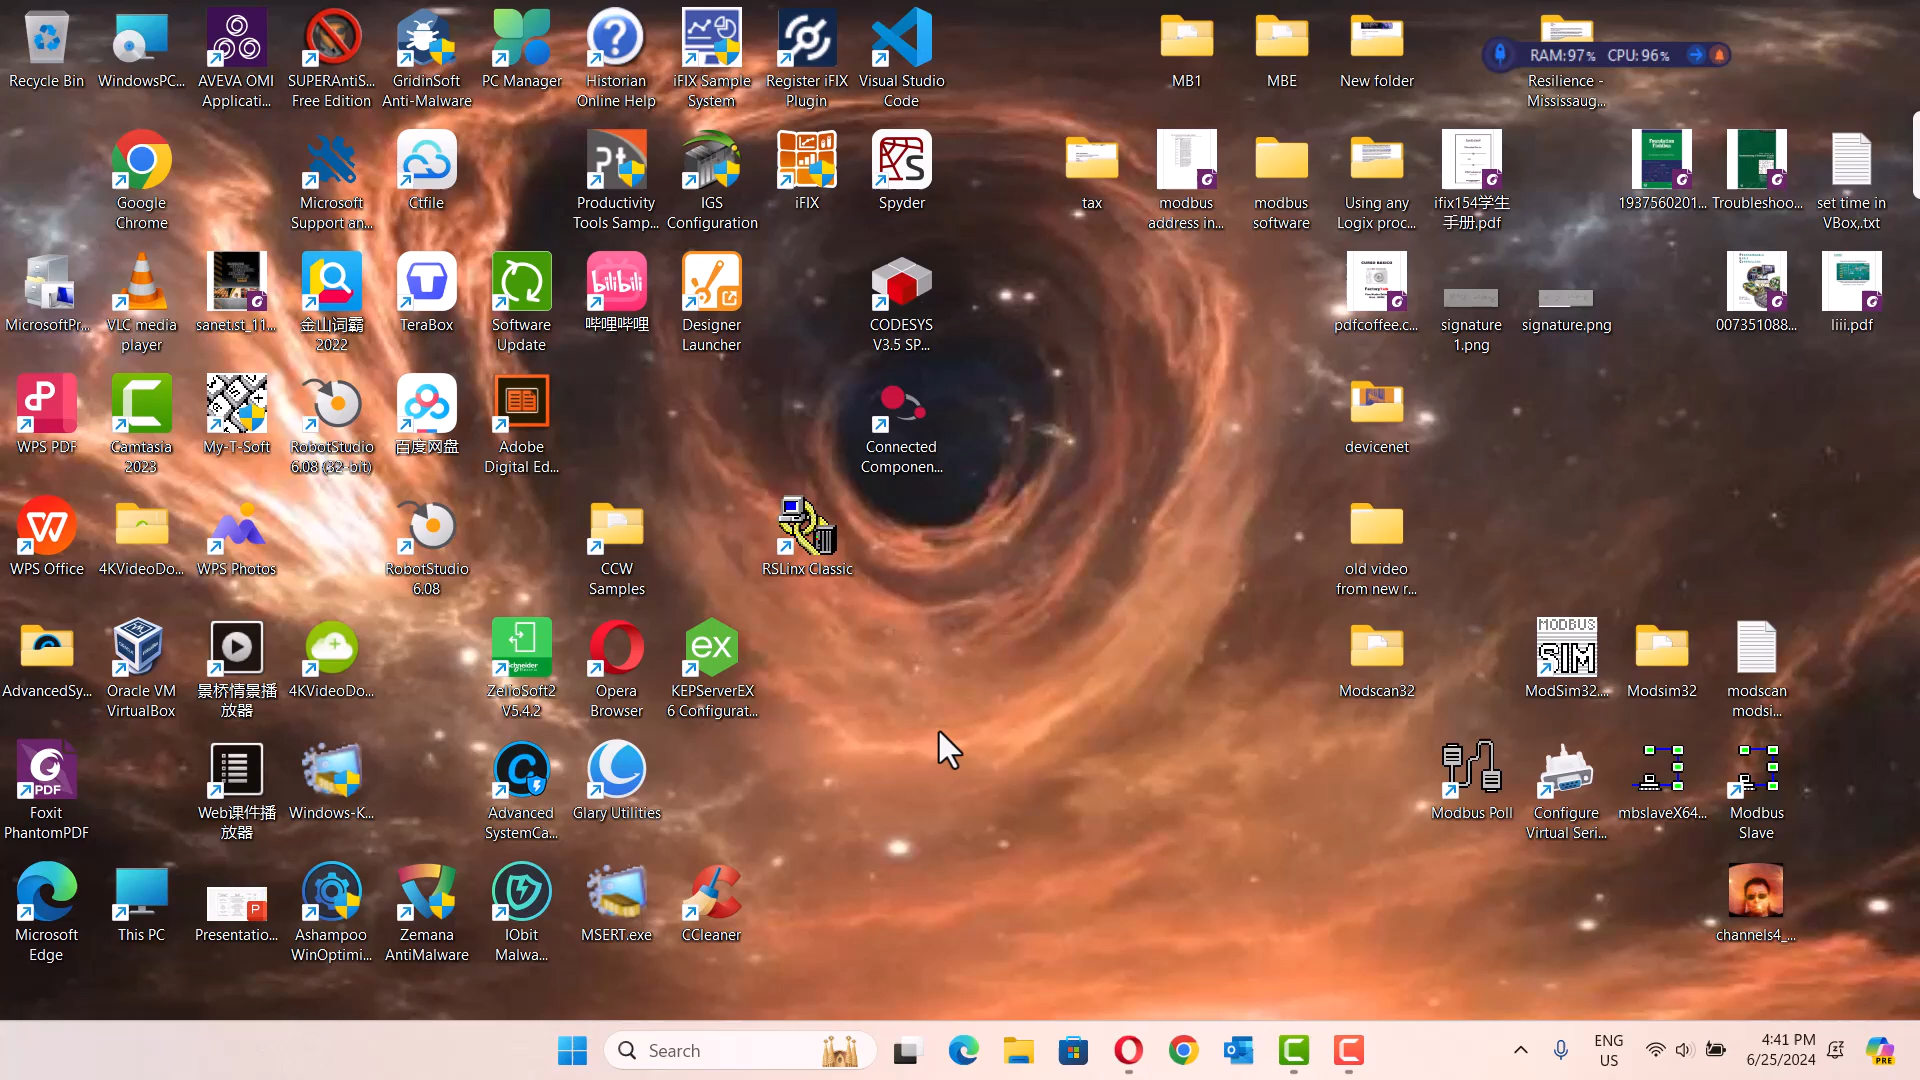 Recycle Bin
WindowsPC...
AVEVA OMI
Applicati...
SUPERAntiS...
Free Edition
GridinSoft
Anti-Malware
PC Manager
Historian
Online Help
iFIX Sample
System
Register iFIX
Plugin
Visual Studio
Code
MB1
MBE
New folder
RAM:97% CPU:96%
Resilience -
Mississaug...
Google
Chrome
Microsoft
Support an...
Ctfile
Productivity
Tools Samp...
IGS
Configuration
iFIX
Spyder
tax
modbus
address in...
modbus
software
Using any
Logix proc...
ifix154学生
手册.pdf
1937560201...
Troubleshoo...
set time in
VBox,.txt
MicrosoftPr...
VLC media
player
sanet.st_11...
金山词霸
2022
TeraBox
Software
Update
bilibili
哔哩哔哩
Designer
Launcher
CODESYS
V3.5 SP...
pdfcoffee.c...
signature
1.png
signature.png
007351088...
liii.pdf
WPS PDF
Camtasia
2023
My-T-Soft
RobotStudio
6.08 (32-bit)
百度网盘
Adobe
Digital Ed...
Connected
Componen...
devicenet
WPS Office
4KVideoDo...
WPS Photos
RobotStudio
6.08
CCW
Samples
RSLinx Classic
old video
from new r...
AdvancedSy...
Oracle VM
VirtualBox
景桥情景播
放器
4KVideoDo...
ZelioSoft2
V5.4.2
Opera
Browser
ex
KEPServerEX
6 Configurat...
Modscan32
MODBUS
SIM
ModSim32....
Modsim32
modscan
modsi...
PDF
Foxit
PhantomPDF
Web课件播
放器
Windows-K...
Advanced
SystemCa...
Glary Utilities
Modbus Poll
Configure
Virtual Seri...
mbslaveX64...
Modbus
Slave
Microsoft
Edge
This PC
Presentatio...
Ashampoo
WinOptimi...
Zemana
AntiMalware
IObit
Malwa...
MSERT.exe
CCleaner
channels4_...
Search
ENG
US
4:41 PM
6/25/2024
PRE